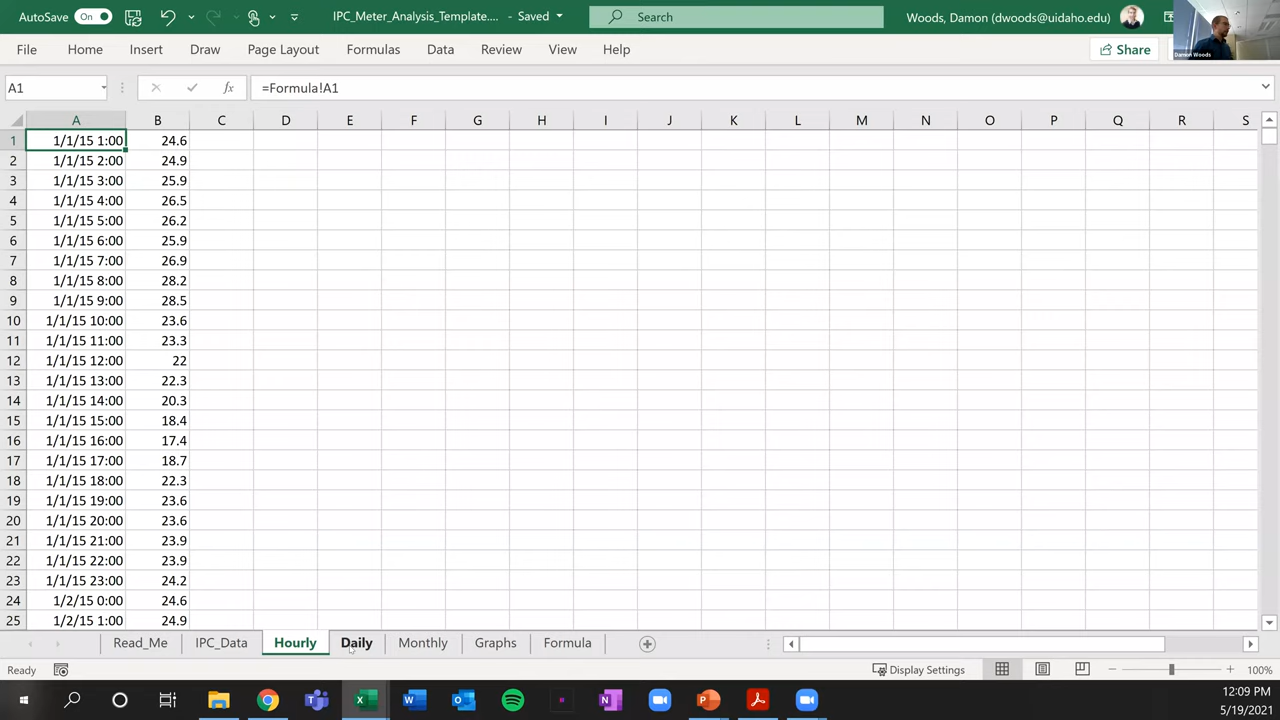 AutoSave On IPC_Meter_Analysis_Template.... - Saved Search Woods, Damon (dwoods@uidaho.edu)
File Home Insert Draw Page Layout Formulas Data Review View Help Share
Damon Woods
A1 fx =Formula!A1
A B C D E F G H I J K L M N O P Q R S
1 1/1/15 1:00 24.6
2 1/1/15 2:00 24.9
3 1/1/15 3:00 25.9
4 1/1/15 4:00 26.5
5 1/1/15 5:00 26.2
6 1/1/15 6:00 25.9
7 1/1/15 7:00 26.9
8 1/1/15 8:00 28.2
9 1/1/15 9:00 28.5
10 1/1/15 10:00 23.6
11 1/1/15 11:00 23.3
12 1/1/15 12:00 22
13 1/1/15 13:00 22.3
14 1/1/15 14:00 20.3
15 1/1/15 15:00 18.4
16 1/1/15 16:00 17.4
17 1/1/15 17:00 18.7
18 1/1/15 18:00 22.3
19 1/1/15 19:00 23.6
20 1/1/15 20:00 23.6
21 1/1/15 21:00 23.9
22 1/1/15 22:00 23.9
23 1/1/15 23:00 24.2
24 1/2/15 0:00 24.6
25 1/2/15 1:00 24.9
Read_Me IPC_Data Hourly Daily Monthly Graphs Formula
Ready Display Settings 100%
12:09 PM
5/19/2021